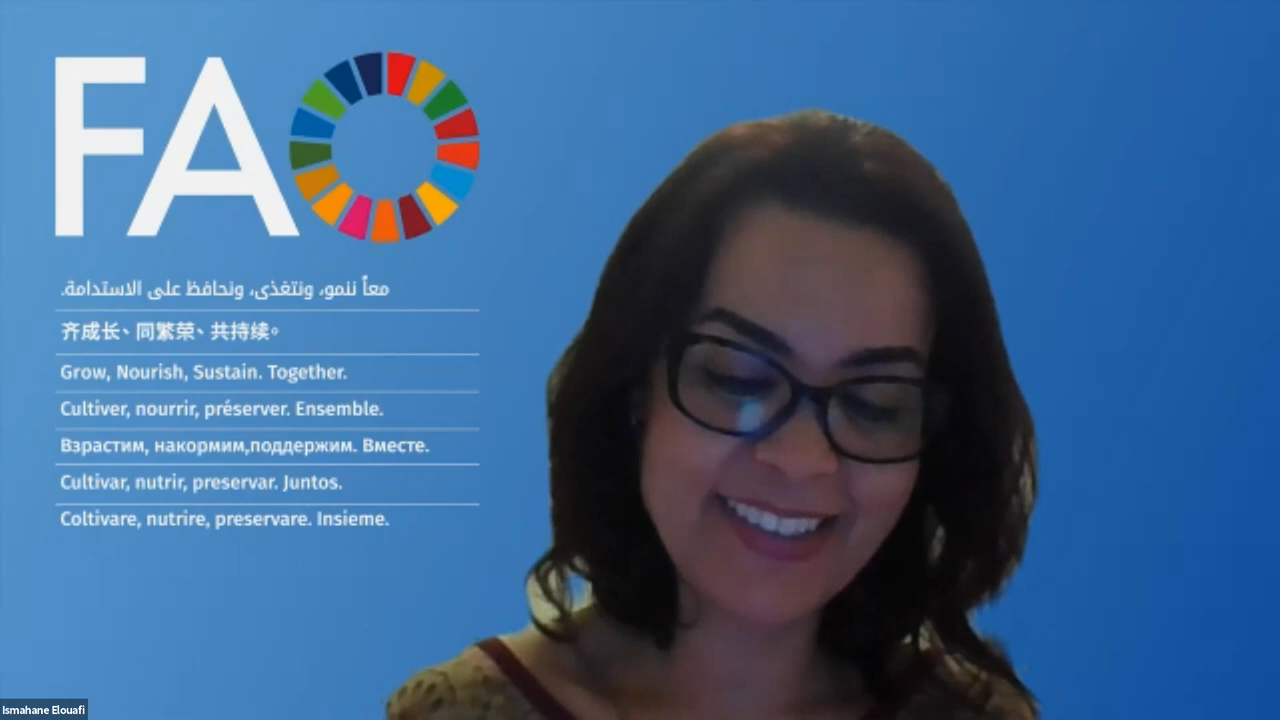 FAO
معاً ننمو، ونتغذى، ونحافظ على الاستدامة.
齐成长、同繁荣、共持续。
Grow, Nourish, Sustain. Together.
Cultiver, nourrir, préserver. Ensemble.
Взрастим, накормим,поддержим. Вместе.
Cultivar, nutrir, preservar. Juntos.
Coltivare, nutrire, preservare. Insieme.
Ismahane Elouafi